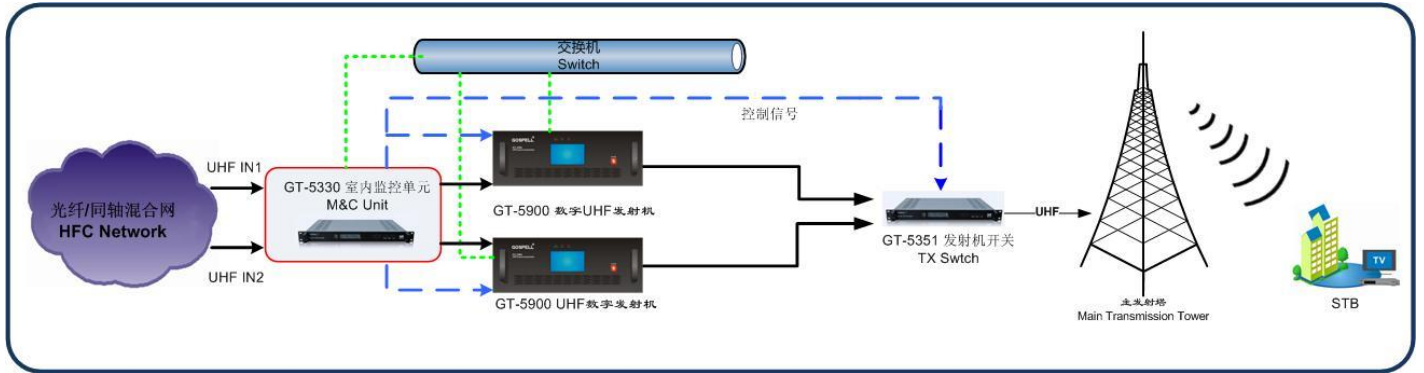 交换机
Switch
控制信号
UHF IN1
光纤/同轴混合网
HFC Network
UHF IN2
GT-5330 室内监控单元
M&C Unit
GOSPELL
GT-5900 数字UHF发射机
GOSPELL
GT-5900 UHF数字发射机
GT-5351 发射机开关
TX Swtch
UHF
主发射塔
Main Transmission Tower
TV
STB